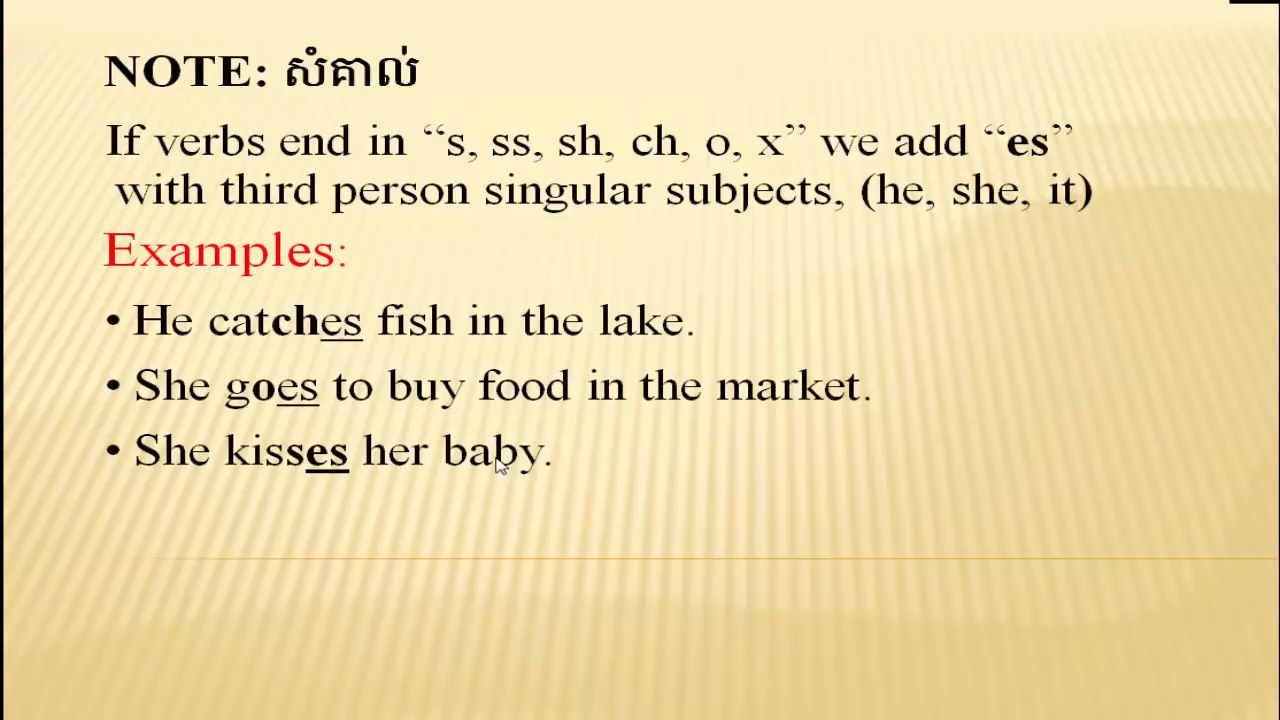 NOTE: សំគាល់
If verbs end in “s, ss, sh, ch, o, x” we add “es”
with third person singular subjects, (he, she, it)
Examples:
• He catches fish in the lake.
• She goes to buy food in the market.
• She kisses her baby.